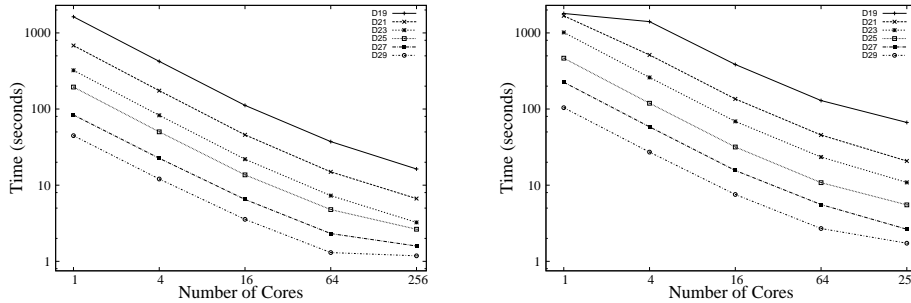 D19
D21
D23
D25
D27
D29
1000
100
10
1
Time (seconds)
1 4 16 64 256
Number of Cores
D19
D21
D23
D25
D27
D29
1000
100
10
1
Time (seconds)
1 4 16 64 25
Number of Cores